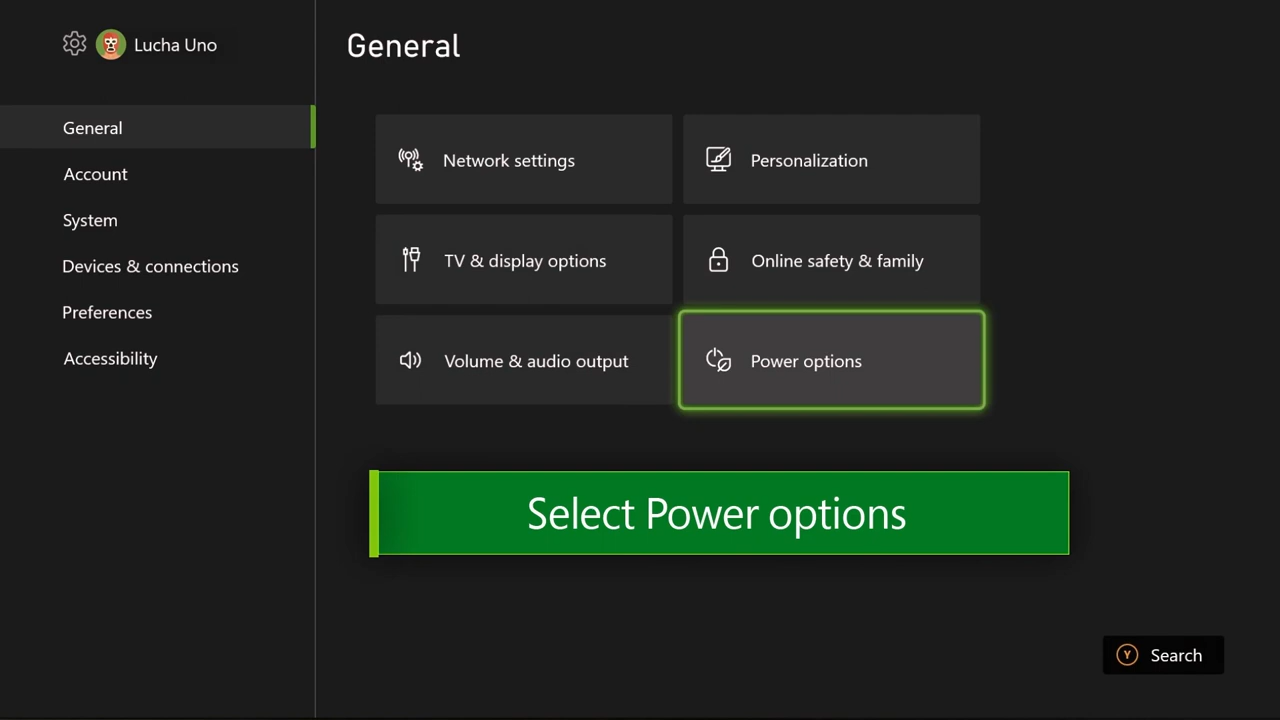 Lucha Uno
General
Account
System
Devices & connections
Preferences
Accessibility
General
Network settings
Personalization
TV & display options
Online safety & family
Volume & audio output
Power options
Select Power options
Y Search